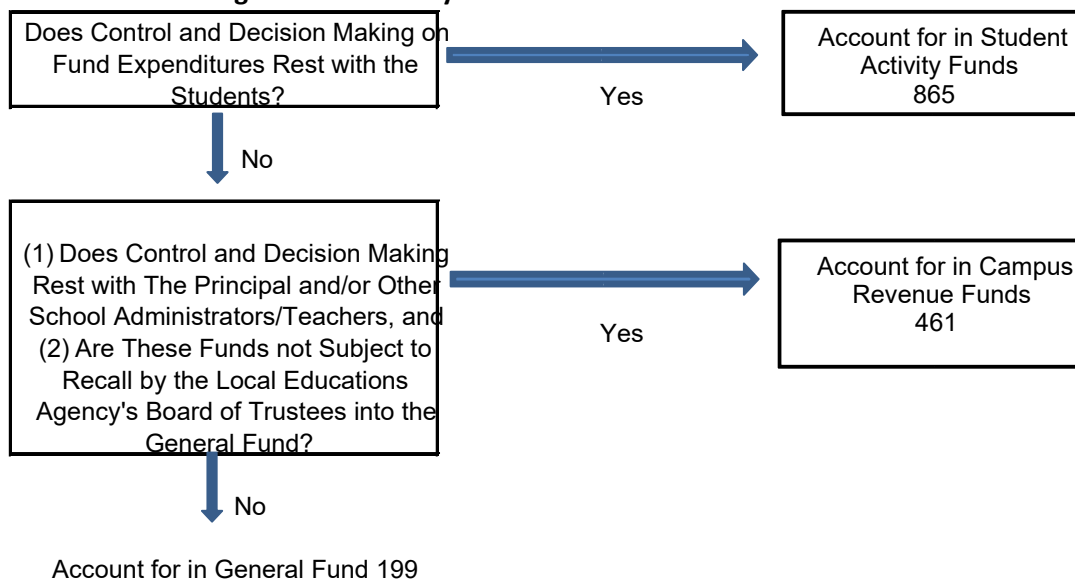 Does Control and Decision Making on
Fund Expenditures Rest with the
Students?
Yes
Account for in Student
Activity Funds
865
No
(1) Does Control and Decision Making
Rest with The Principal and/or Other
School Administrators/Teachers, and
(2) Are These Funds not Subject to
Recall by the Local Educations
Agency's Board of Trustees into the
General Fund?
Yes
Account for in Campus
Revenue Funds
461
No
Account for in General Fund 199